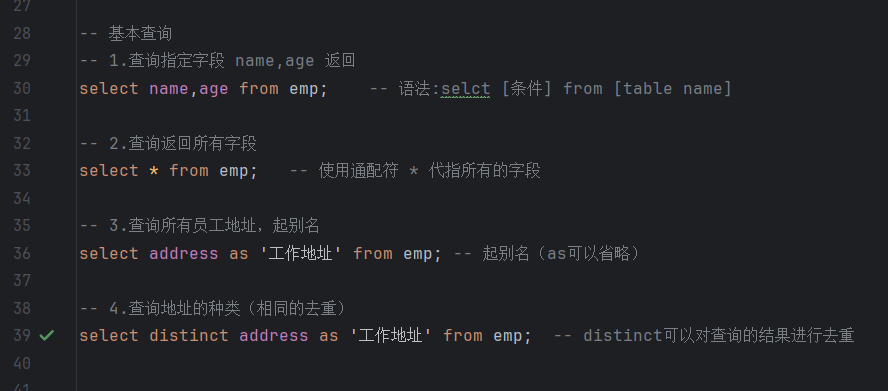 27
28 -- 基本查询
29 -- 1.查询指定字段 name,age 返回
30 select name,age from emp;    -- 语法:selct [条件] from [table name]
31
32 -- 2.查询返回所有字段
33 select * from emp;   -- 使用通配符 * 代指所有的字段
34
35 -- 3.查询所有员工地址，起别名
36 select address as '工作地址' from emp; -- 起别名（as可以省略）
37
38 -- 4.查询地址的种类（相同的去重）
39 select distinct address as '工作地址' from emp;  -- distinct可以对查询的结果进行去重
40
41